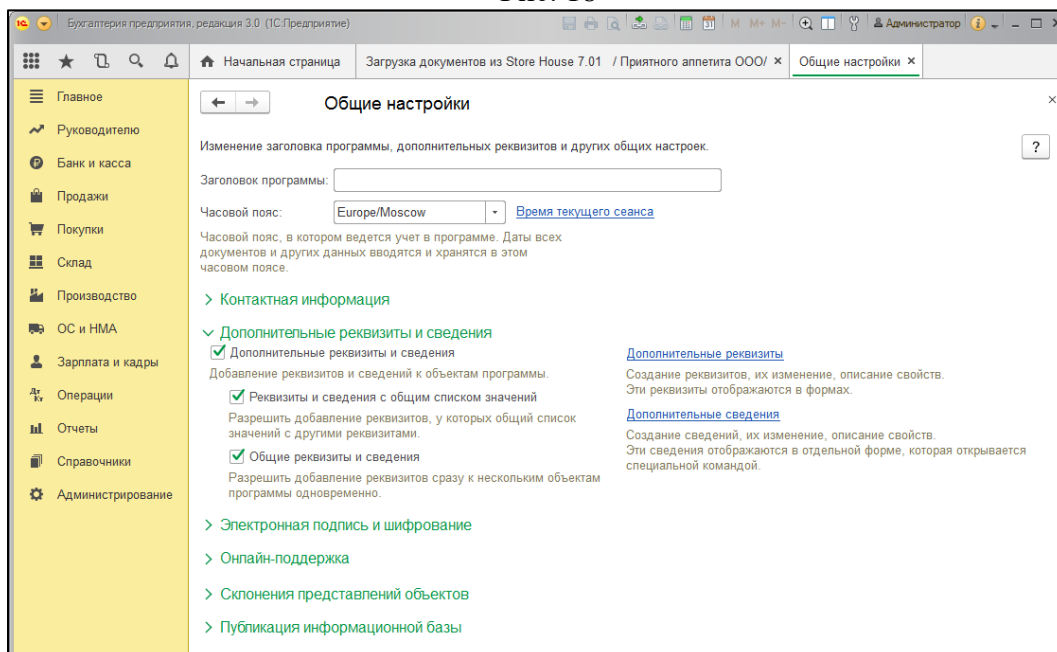 Бухгалтерия предприятия, редакция 3.0 (1С:Предприятие)
M M+ M-
Администратор
Начальная страница
Загрузка документов из Store House 7.01 / Приятного аппетита ООО/ ×
Общие настройки ×
Главное
Руководителю
Банк и касса
Продажи
Покупки
Склад
Производство
ОС и НМА
Зарплата и кадры
Операции
Отчеты
Справочники
Администрирование
Общие настройки
Изменение заголовка программы, дополнительных реквизитов и других общих настроек.
?
Заголовок программы:
Часовой пояс: Europe/Moscow Время текущего сеанса
Часовой пояс, в котором ведется учет в программе. Даты всех
документов и других данных вводятся и хранятся в этом
часовом поясе.
Контактная информация
Дополнительные реквизиты и сведения
Дополнительные реквизиты и сведения
Добавление реквизитов и сведений к объектам программы.
Реквизиты и сведения с общим списком значений
Разрешить добавление реквизитов, у которых общий список
значений с другими реквизитами.
Общие реквизиты и сведения
Разрешить добавление реквизитов сразу к нескольким объектам
программы одновременно.
Дополнительные реквизиты
Создание реквизитов, их изменение, описание свойств.
Эти реквизиты отображаются в формах.
Дополнительные сведения
Создание сведений, их изменение, описание свойств.
Эти сведения отображаются в отдельной форме, которая открывается
специальной командой.
Электронная подпись и шифрование
Онлайн-поддержка
Склонения представлений объектов
Публикация информационной базы